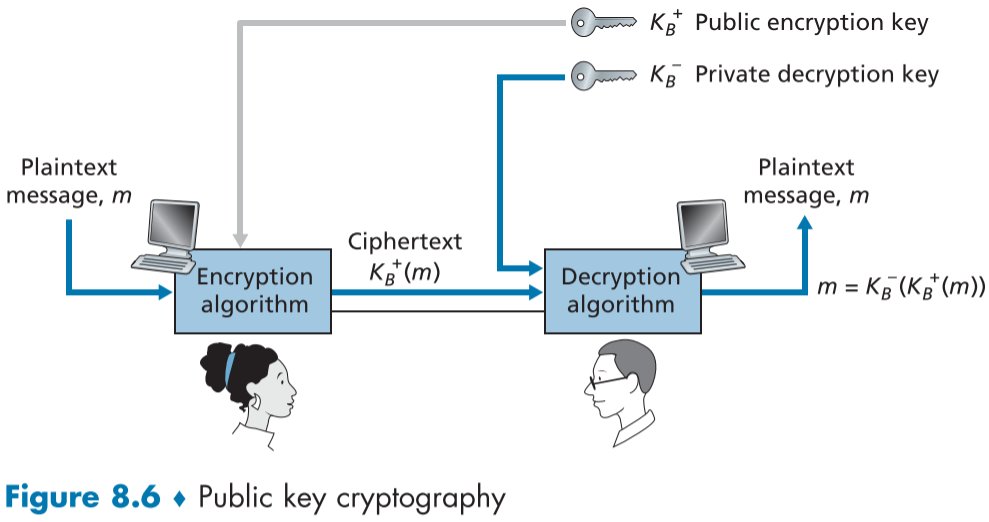 K_B^+ Public encryption key
K_B^- Private decryption key
Plaintext
message, m
Plaintext
message, m
Ciphertext
K_B^+(m)
Encryption
algorithm
Decryption
algorithm
m = K_B^-(K_B^+(m))
Figure 8.6 ♦ Public key cryptography